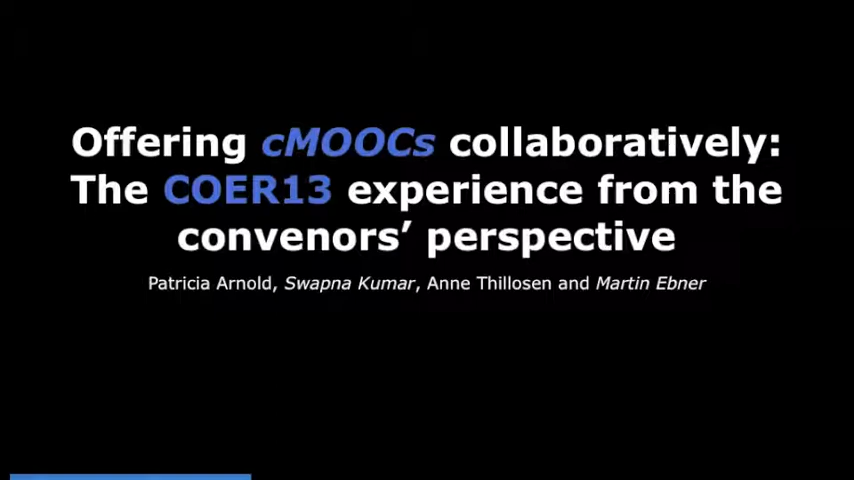 Offering cMOOCs collaboratively:
The COER13 experience from the
convenors’ perspective
Patricia Arnold, Swapna Kumar, Anne Thillosen and Martin Ebner